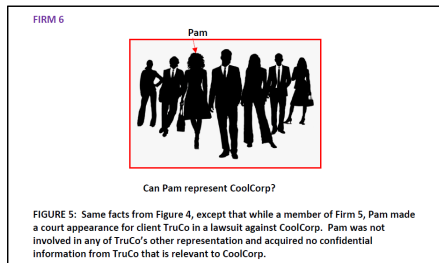 FIRM 6
Pam
Can Pam represent CoolCorp?
FIGURE 5:  Same facts from Figure 4, except that while a member of Firm 5, Pam made
a court appearance for client TruCo in a lawsuit against CoolCorp.  Pam was not
involved in any of TruCo's other representation and acquired no confidential
information from TruCo that is relevant to CoolCorp.